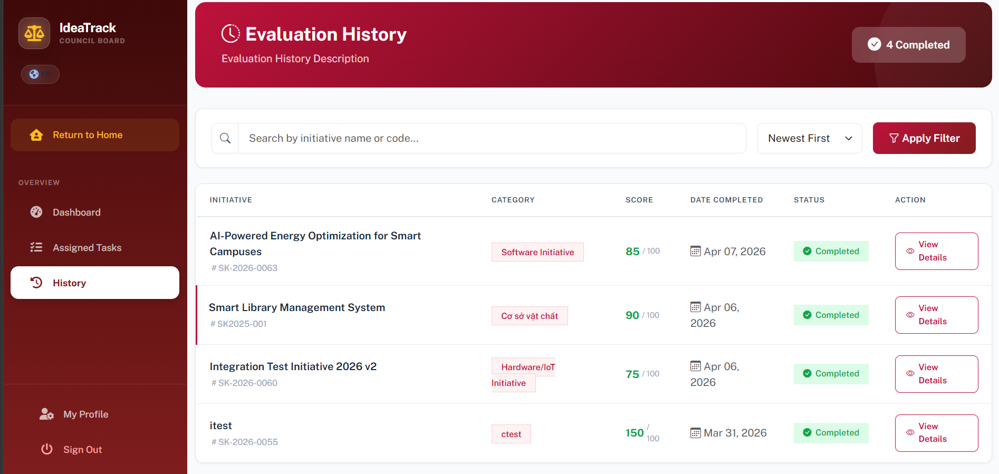 IdeaTrack
COUNCIL BOARD
EN
Return to Home
OVERVIEW
Dashboard
Assigned Tasks
History
My Profile
Sign Out
Evaluation History
Evaluation History Description
4 Completed
Search by initiative name or code...
Newest First
Apply Filter
INITIATIVE CATEGORY SCORE DATE COMPLETED STATUS ACTION
AI-Powered Energy Optimization for Smart
Campuses
# SK-2026-0063
Software Initiative
85 / 100
Apr 07, 2026
Completed
View
Details
Smart Library Management System
# SK2025-001
Cơ sở vật chất
90 / 100
Apr 06,
2026
Completed
View
Details
Integration Test Initiative 2026 v2
# SK-2026-0060
Hardware/IoT
Initiative
75 / 100
Apr 06,
2026
Completed
View
Details
itest
# SK-2026-0055
ctest
150 /
100
Mar 31, 2026
Completed
View
Details